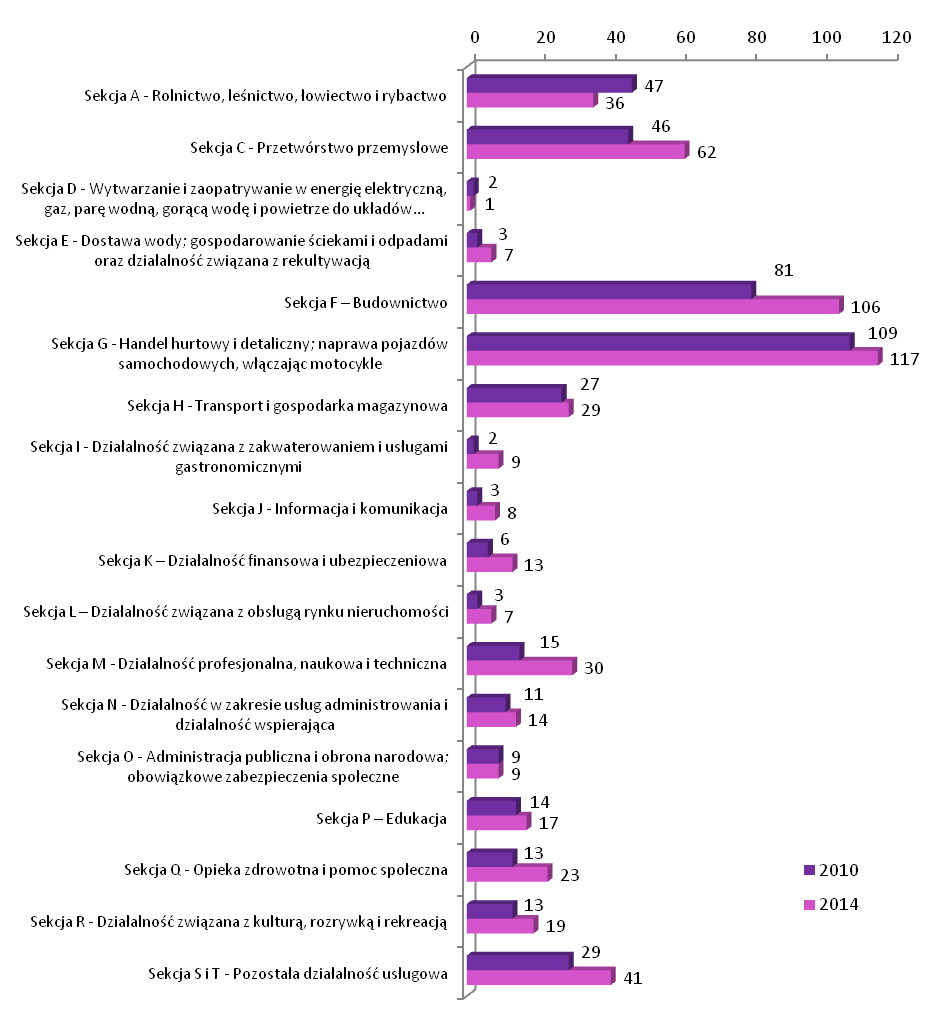 0 20 40 60 80 100 120
Sekcja A - Rolnictwo, leśnictwo, łowiectwo i rybactwo
47
36
Sekcja C - Przetwórstwo przemysłowe
46
62
Sekcja D - Wytwarzanie i zaopatrywanie w energię elektryczną,
gaz, parę wodną, gorącą wodę i powietrze do układów...
2
1
Sekcja E - Dostawa wody; gospodarowanie ściekami i odpadami
oraz działalność związana z rekultywacją
3
7
Sekcja F – Budownictwo
81
106
Sekcja G - Handel hurtowy i detaliczny; naprawa pojazdów
samochodowych, włączając motocykle
109
117
Sekcja H - Transport i gospodarka magazynowa
27
29
Sekcja I - Działalność związana z zakwaterowaniem i usługami
gastronomicznymi
2
9
Sekcja J - Informacja i komunikacja
3
8
Sekcja K – Działalność finansowa i ubezpieczeniowa
6
13
Sekcja L – Działalność związana z obsługą rynku nieruchomości
3
7
Sekcja M - Działalność profesjonalna, naukowa i techniczna
15
30
Sekcja N - Działalność w zakresie usług administrowania i
działalność wspierająca
11
14
Sekcja O - Administracja publiczna i obrona narodowa;
obowiązkowe zabezpieczenia społeczne
9
9
Sekcja P – Edukacja
14
17
Sekcja Q - Opieka zdrowotna i pomoc społeczna
13
23
Sekcja R - Działalność związana z kulturą, rozrywką i rekreacją
13
19
Sekcja S i T - Pozostała działalność usługowa
29
41
2010
2014